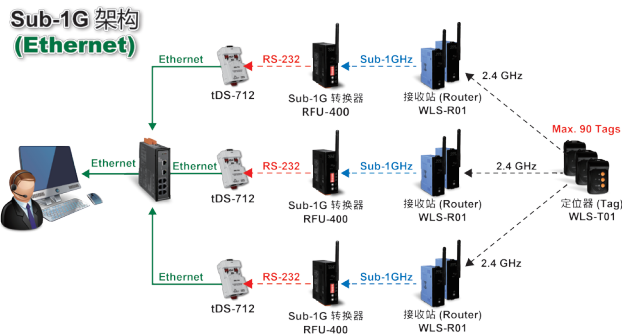 Sub-1G 架构
(Ethernet)
Ethernet
RS-232
Sub-1GHz
2.4 GHz
tDS-712
Sub-1G 转换器
RFU-400
接收站 (Router)
WLS-R01
Max. 90 Tags
Ethernet
Ethernet
RS-232
Sub-1GHz
2.4 GHz
tDS-712
Sub-1G 转换器
RFU-400
接收站 (Router)
WLS-R01
定位器 (Tag)
WLS-T01
2.4 GHz
Ethernet
RS-232
Sub-1GHz
tDS-712
Sub-1G 转换器
RFU-400
接收站 (Router)
WLS-R01